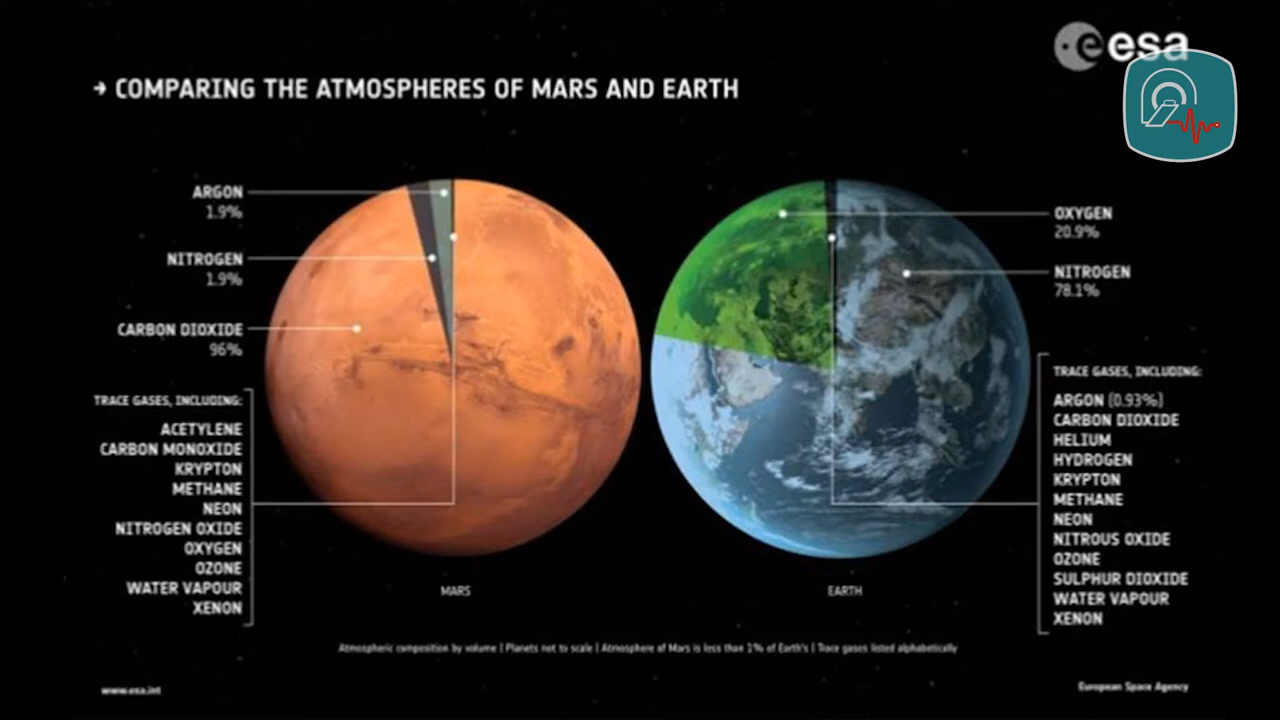 esa
→ COMPARING THE ATMOSPHERES OF MARS AND EARTH
ARGON
1.9%
NITROGEN
1.9%
CARBON DIOXIDE
96%
TRACE GASES, INCLUDING:
ACETYLENE
CARBON MONOXIDE
KRYPTON
METHANE
NEON
NITROGEN OXIDE
OXYGEN
OZONE
WATER VAPOUR
XENON
MARS
OXYGEN
20.9%
NITROGEN
78.1%
TRACE GASES, INCLUDING:
ARGON (0.93%)
CARBON DIOXIDE
HELIUM
HYDROGEN
KRYPTON
METHANE
NEON
NITROUS OXIDE
OZONE
SULPHUR DIOXIDE
WATER VAPOUR
XENON
EARTH
Atmospheric composition by volume | Planets not to scale | Atmosphere of Mars is less than 1% of Earth's | Trace gases listed alphabetically
www.esa.int
European Space Agency